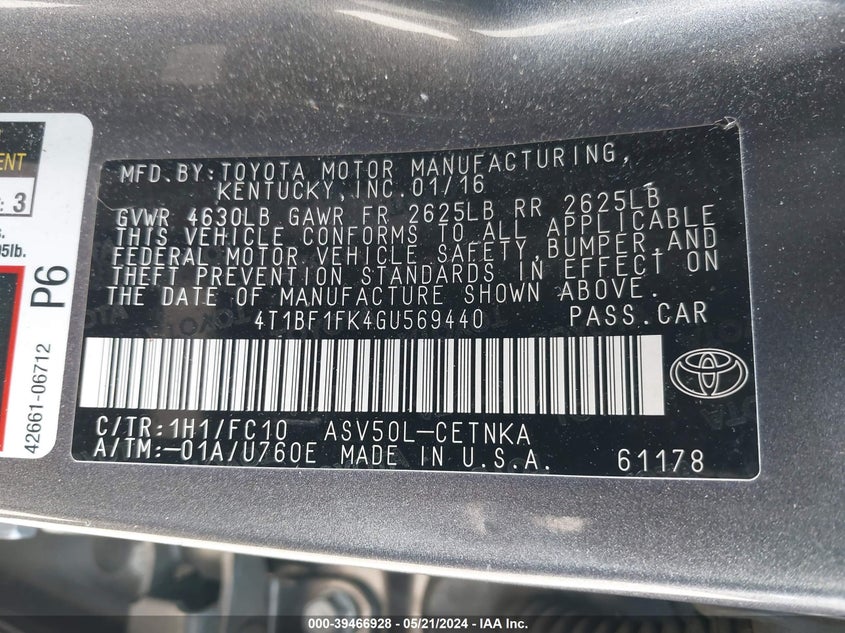 ENT
: 3
s.
05lb.
P6
42661-06712
MFD.BY:TOYOTA MOTOR MANUFACTURING,
KENTUCKY,INC.01/16
GVWR 4630LB GAWR FR 2625LB RR 2625LB
THIS VEHICLE CONFORMS TO ALL APPLICABLE
FEDERAL MOTOR VEHICLE SAFETY,BUMPER,AND
THEFT PREVENTION STANDARDS IN EFFECT ON
THE DATE OF MANUFACTURE SHOWN ABOVE.
4T1BF1FK4GU569440 PASS.CAR
C/TR:1H1/FC10 ASV50L-CETNKA
A/TM:-01A/U760E MADE IN U.S.A. 61178
000-39466928 - 05/21/2024 - IAA Inc.